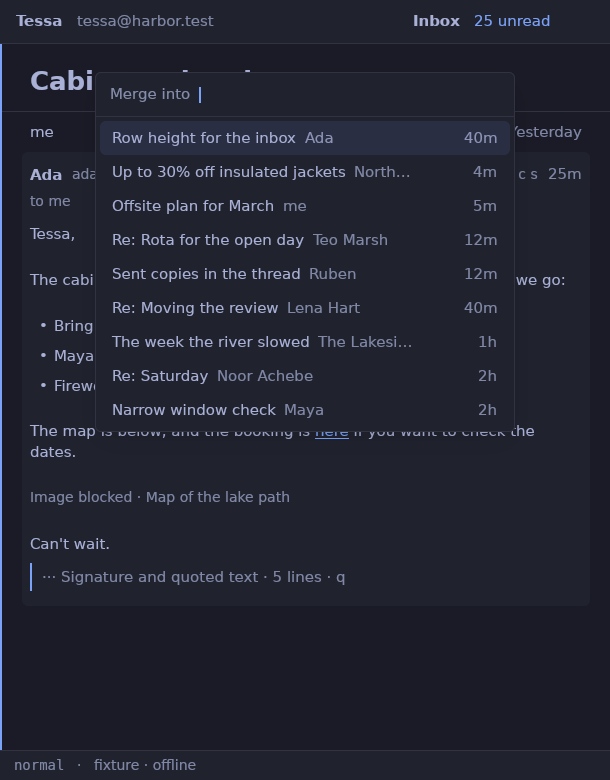 Tessa tessa@harbor.test Inbox 25 unread
Merge into
me Yesterday
Row height for the inbox Ada 40m
Up to 30% off insulated jackets North… 4m
Offsite plan for March me 5m
Re: Rota for the open day Teo Marsh 12m
Sent copies in the thread Ruben 12m
Re: Moving the review Lena Hart 40m
The week the river slowed The Lakesi… 1h
Re: Saturday Noor Achebe 2h
Narrow window check Maya 2h
Ada c s 25m
to me
Tessa,
The we go:
• Bring
• Maya
The map is below, and the booking is here if you want to check the
dates.
Image blocked · Map of the lake path
Can't wait.
··· Signature and quoted text · 5 lines · q
normal · fixture · offline